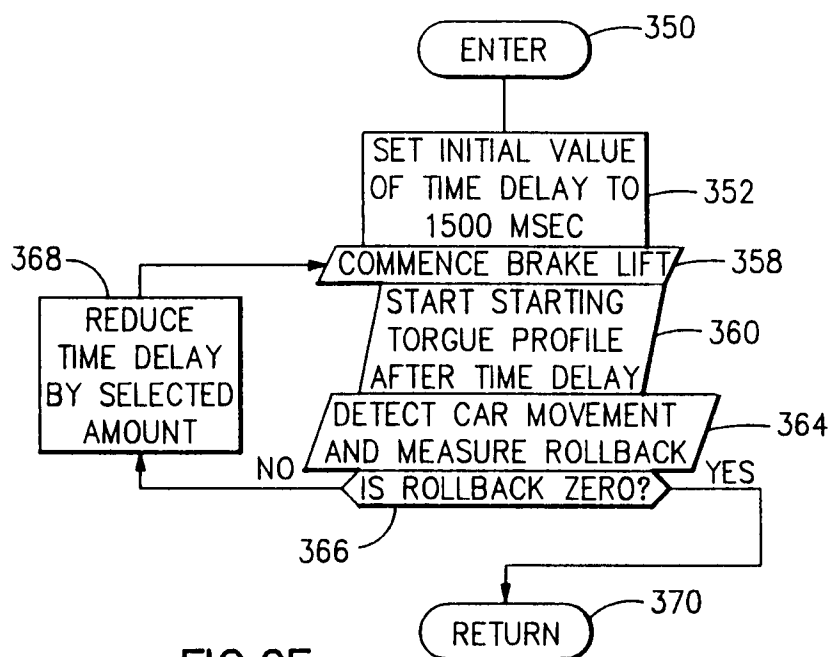 ENTER
350
SET INITIAL VALUE
OF TIME DELAY TO
1500 MSEC
352
COMMENCE BRAKE LIFT
358
START STARTING
TORGUE PROFILE
AFTER TIME DELAY
360
368
REDUCE
TIME DELAY
BY SELECTED
AMOUNT
DETECT CAR MOVEMENT
AND MEASURE ROLLBACK
364
NO
IS ROLLBACK ZERO?
YES
366
RETURN
370